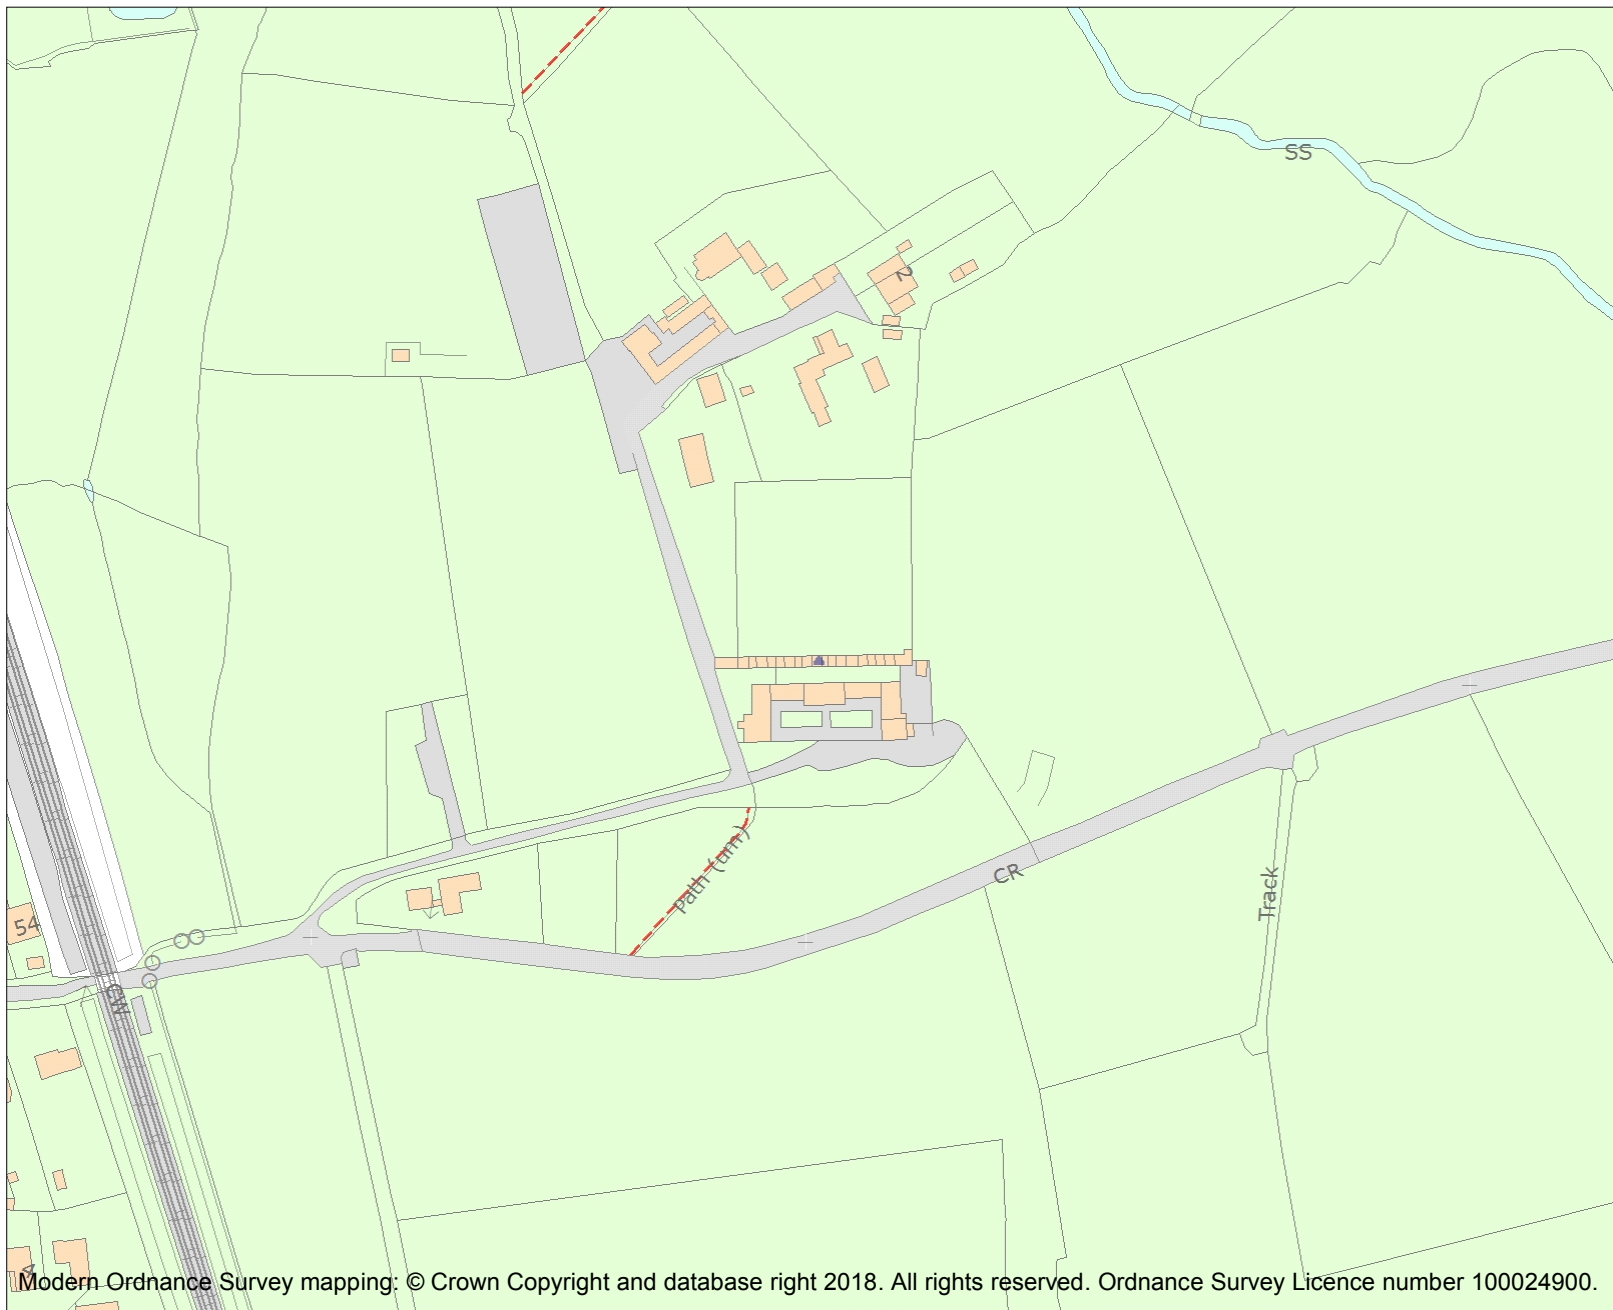 SS
2
Path (um)
CR
Track
54
CW
4
Modern Ordnance Survey mapping: © Crown Copyright and database right 2018. All rights reserved. Ordnance Survey Licence number 100024900.